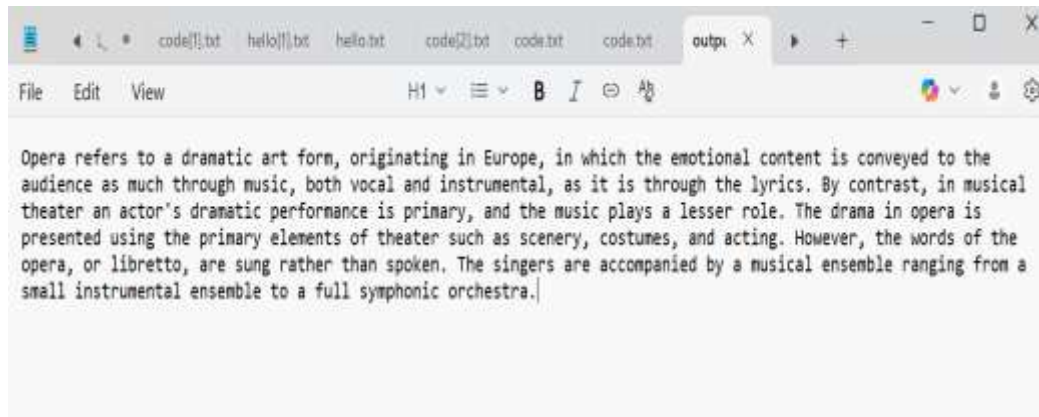 code[1].txt hello[1].txt hello.txt code[2].txt code.txt code.txt outpu
File Edit View H1 B I
Opera refers to a dramatic art form, originating in Europe, in which the emotional content is conveyed to the
audience as much through music, both vocal and instrumental, as it is through the lyrics. By contrast, in musical
theater an actor's dramatic performance is primary, and the music plays a lesser role. The drama in opera is
presented using the primary elements of theater such as scenery, costumes, and acting. However, the words of the
opera, or libretto, are sung rather than spoken. The singers are accompanied by a musical ensemble ranging from a
small instrumental ensemble to a full symphonic orchestra.